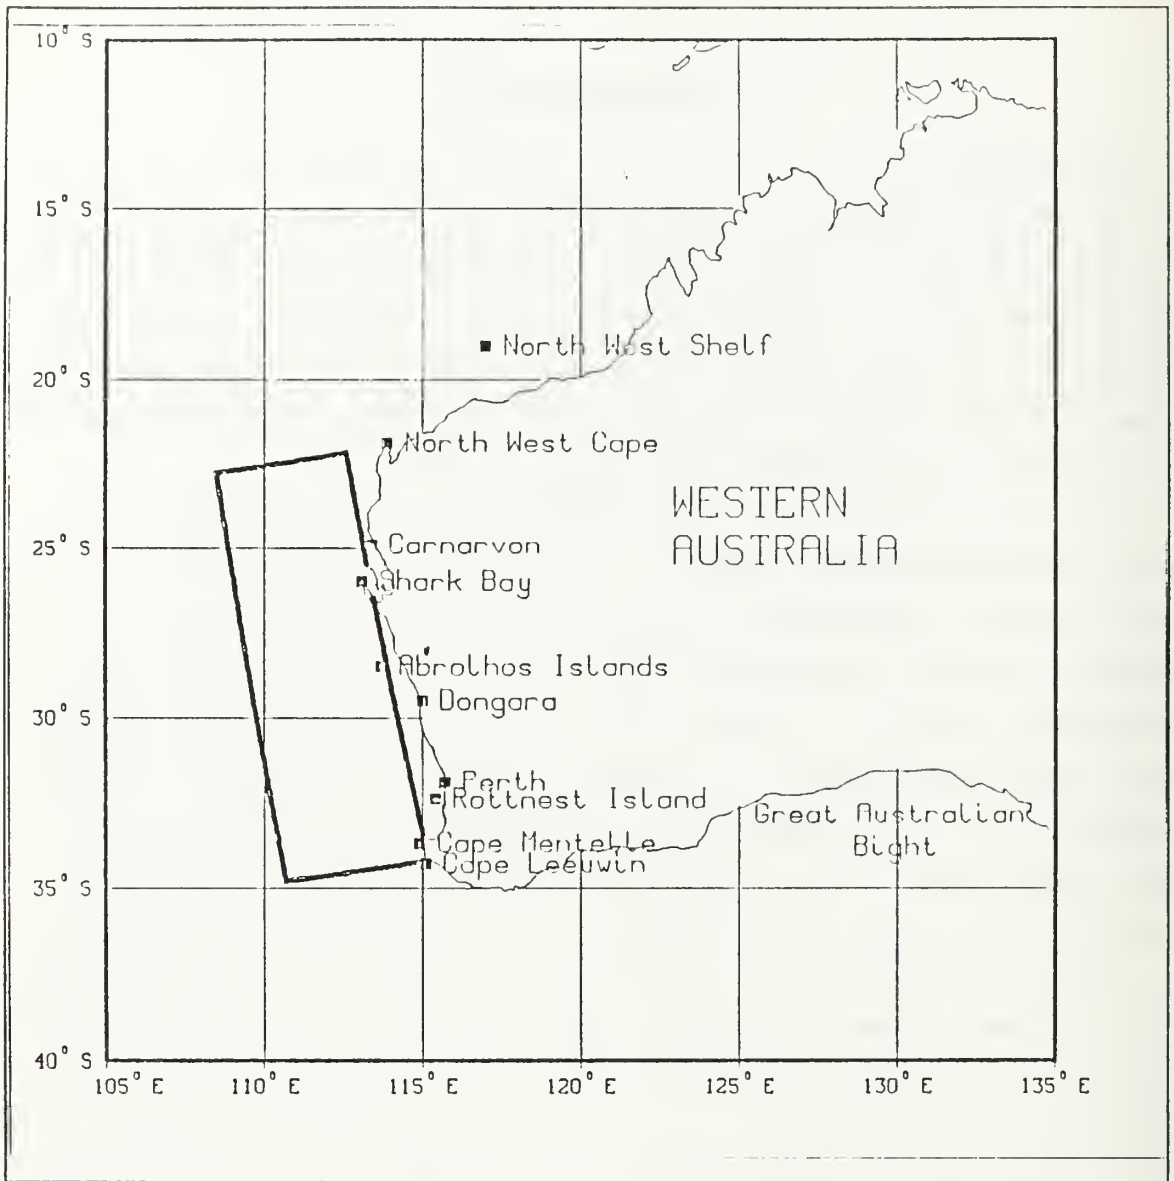 10° S
15° S
North West Shelf
20° S
North West Cape
WESTERN
AUSTRALIA
25° S
Carnarvon
Shark Bay
Abrolhos Islands
Dongara
30° S
Perth
Rottnest Island
Great Australian
Bight
Cape Mentelle
Cape Leeuwin
35° S
40° S
105° E 110° E 115° E 120° E 125° E 130° E 135° E